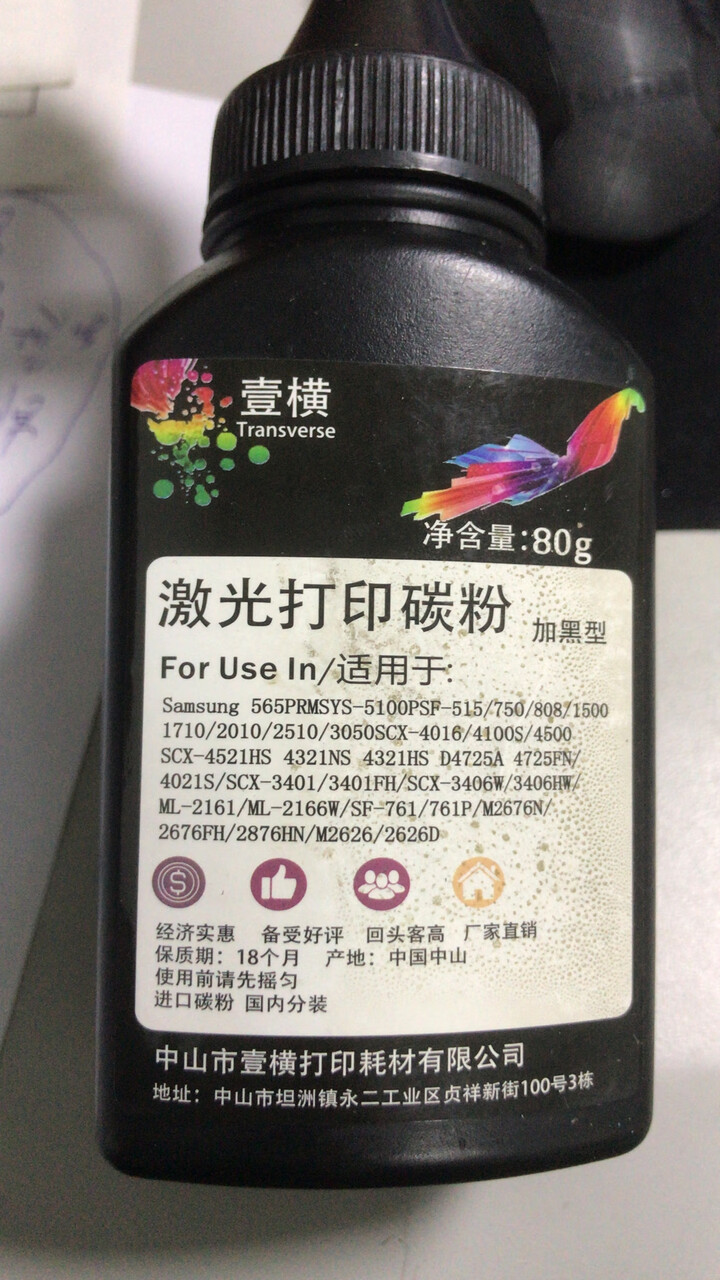 壹横
Transverse
净含量:80g
激光打印碳粉 加黑型
For Use In/适用于:
Samsung 565PRMSYS-5100PSF-515/750/808/1500
1710/2010/2510/3050SCX-4016/4100S/4500
SCX-4521HS 4321NS 4321HS D4725A 4725FN/
4021S/SCX-3401/3401FH/SCX-3406W/3406HW/
ML-2161/ML-2166W/SF-761/761P/M2676N/
2676FH/2876HN/M2626/2626D
经济实惠 备受好评 回头客高 厂家直销
保质期: 18个月 产地: 中国中山
使用前请先摇匀
进口碳粉 国内分装
中山市壹横打印耗材有限公司
地址: 中山市坦洲镇永二工业区贞祥新街100号3栋